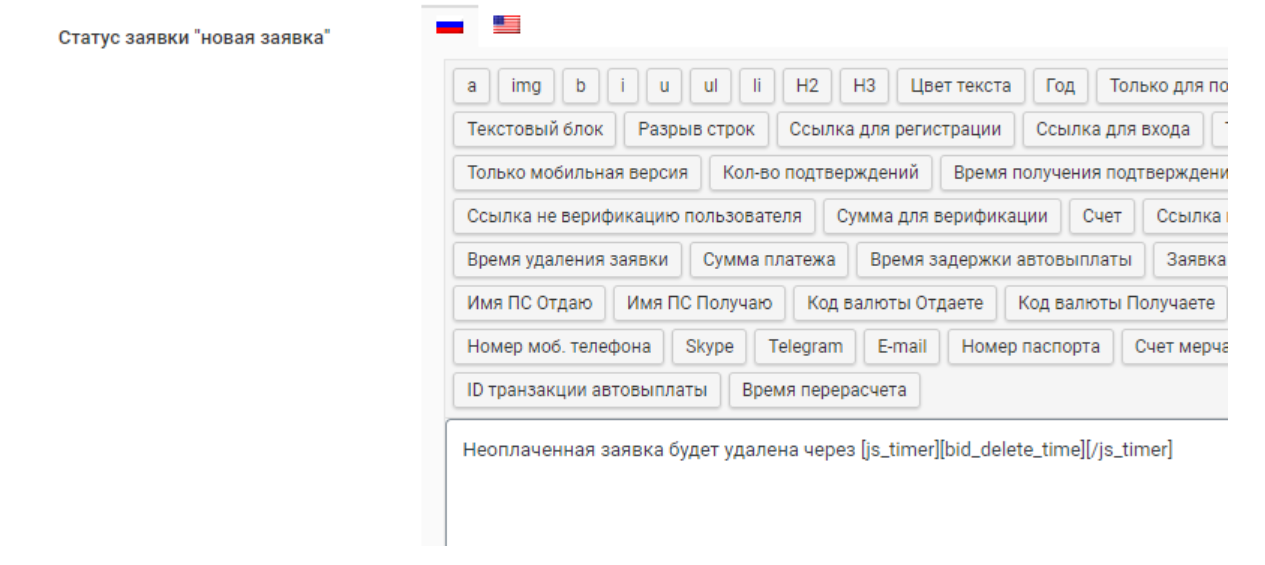 Статус заявки "новая заявка"
a img b i u ul li H2 H3 Цвет текста Год Только для по
Текстовый блок Разрыв строк Ссылка для регистрации Ссылка для входа
Только мобильная версия Кол-во подтверждений Время получения подтверждени
Ссылка не верификацию пользователя Сумма для верификации Счет Ссылка
Время удаления заявки Сумма платежа Время задержки автовыплаты Заявка
Имя ПС Отдаю Имя ПС Получаю Код валюты Отдаете Код валюты Получаете
Номер моб. телефона Skype Telegram E-mail Номер паспорта Счет мерча
ID транзакции автовыплаты Время перерасчета
Неоплаченная заявка будет удалена через [js_timer][bid_delete_time][/js_timer]